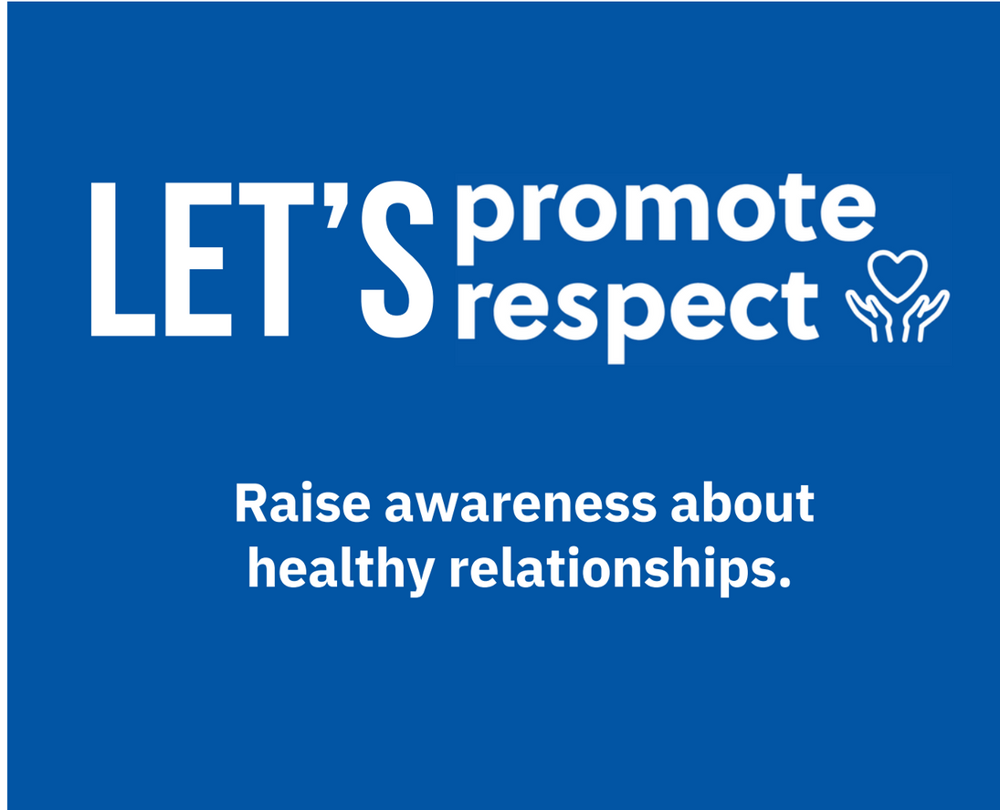 LET’S promote
respect
Raise awareness about
healthy relationships.